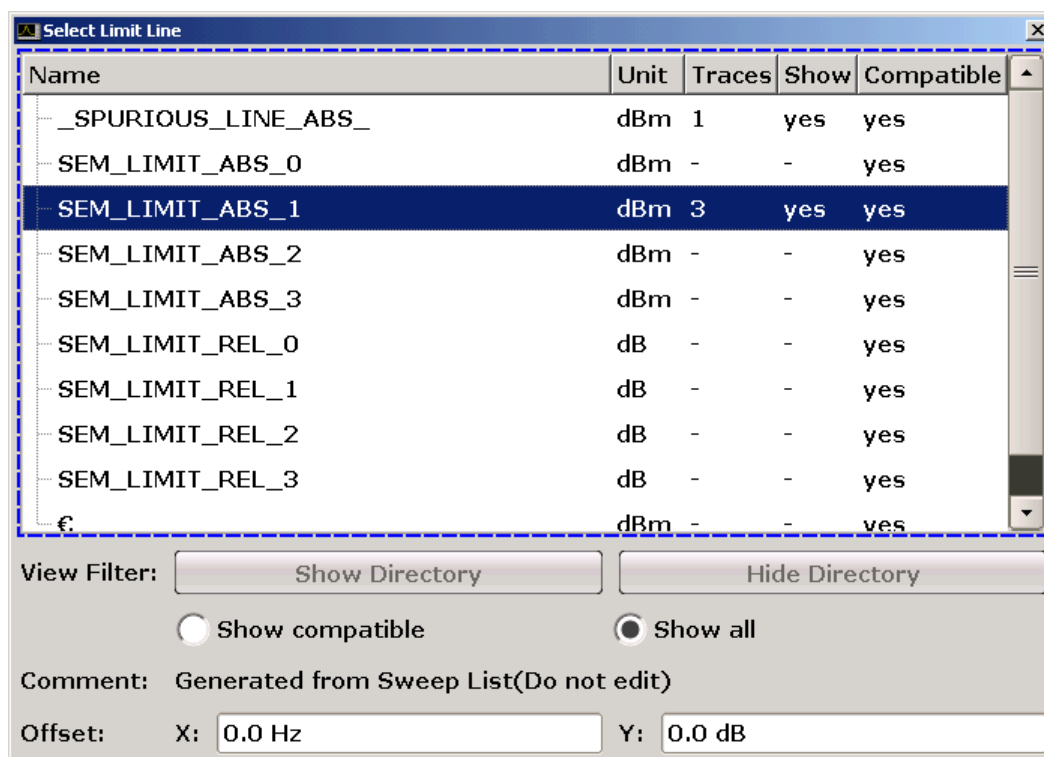 Select Limit Line
Name Unit Traces Show Compatible
_SPURIOUS_LINE_ABS_ dBm 1 yes yes
SEM_LIMIT_ABS_0 dBm - - yes
SEM_LIMIT_ABS_1 dBm 3 yes yes
SEM_LIMIT_ABS_2 dBm - - yes
SEM_LIMIT_ABS_3 dBm - - yes
SEM_LIMIT_REL_0 dB - - yes
SEM_LIMIT_REL_1 dB - - yes
SEM_LIMIT_REL_2 dB - - yes
SEM_LIMIT_REL_3 dB - - yes
€ dBm - - yes
View Filter: Show Directory Hide Directory
Show compatible Show all
Comment: Generated from Sweep List(Do not edit)
Offset: X: 0.0 Hz Y: 0.0 dB